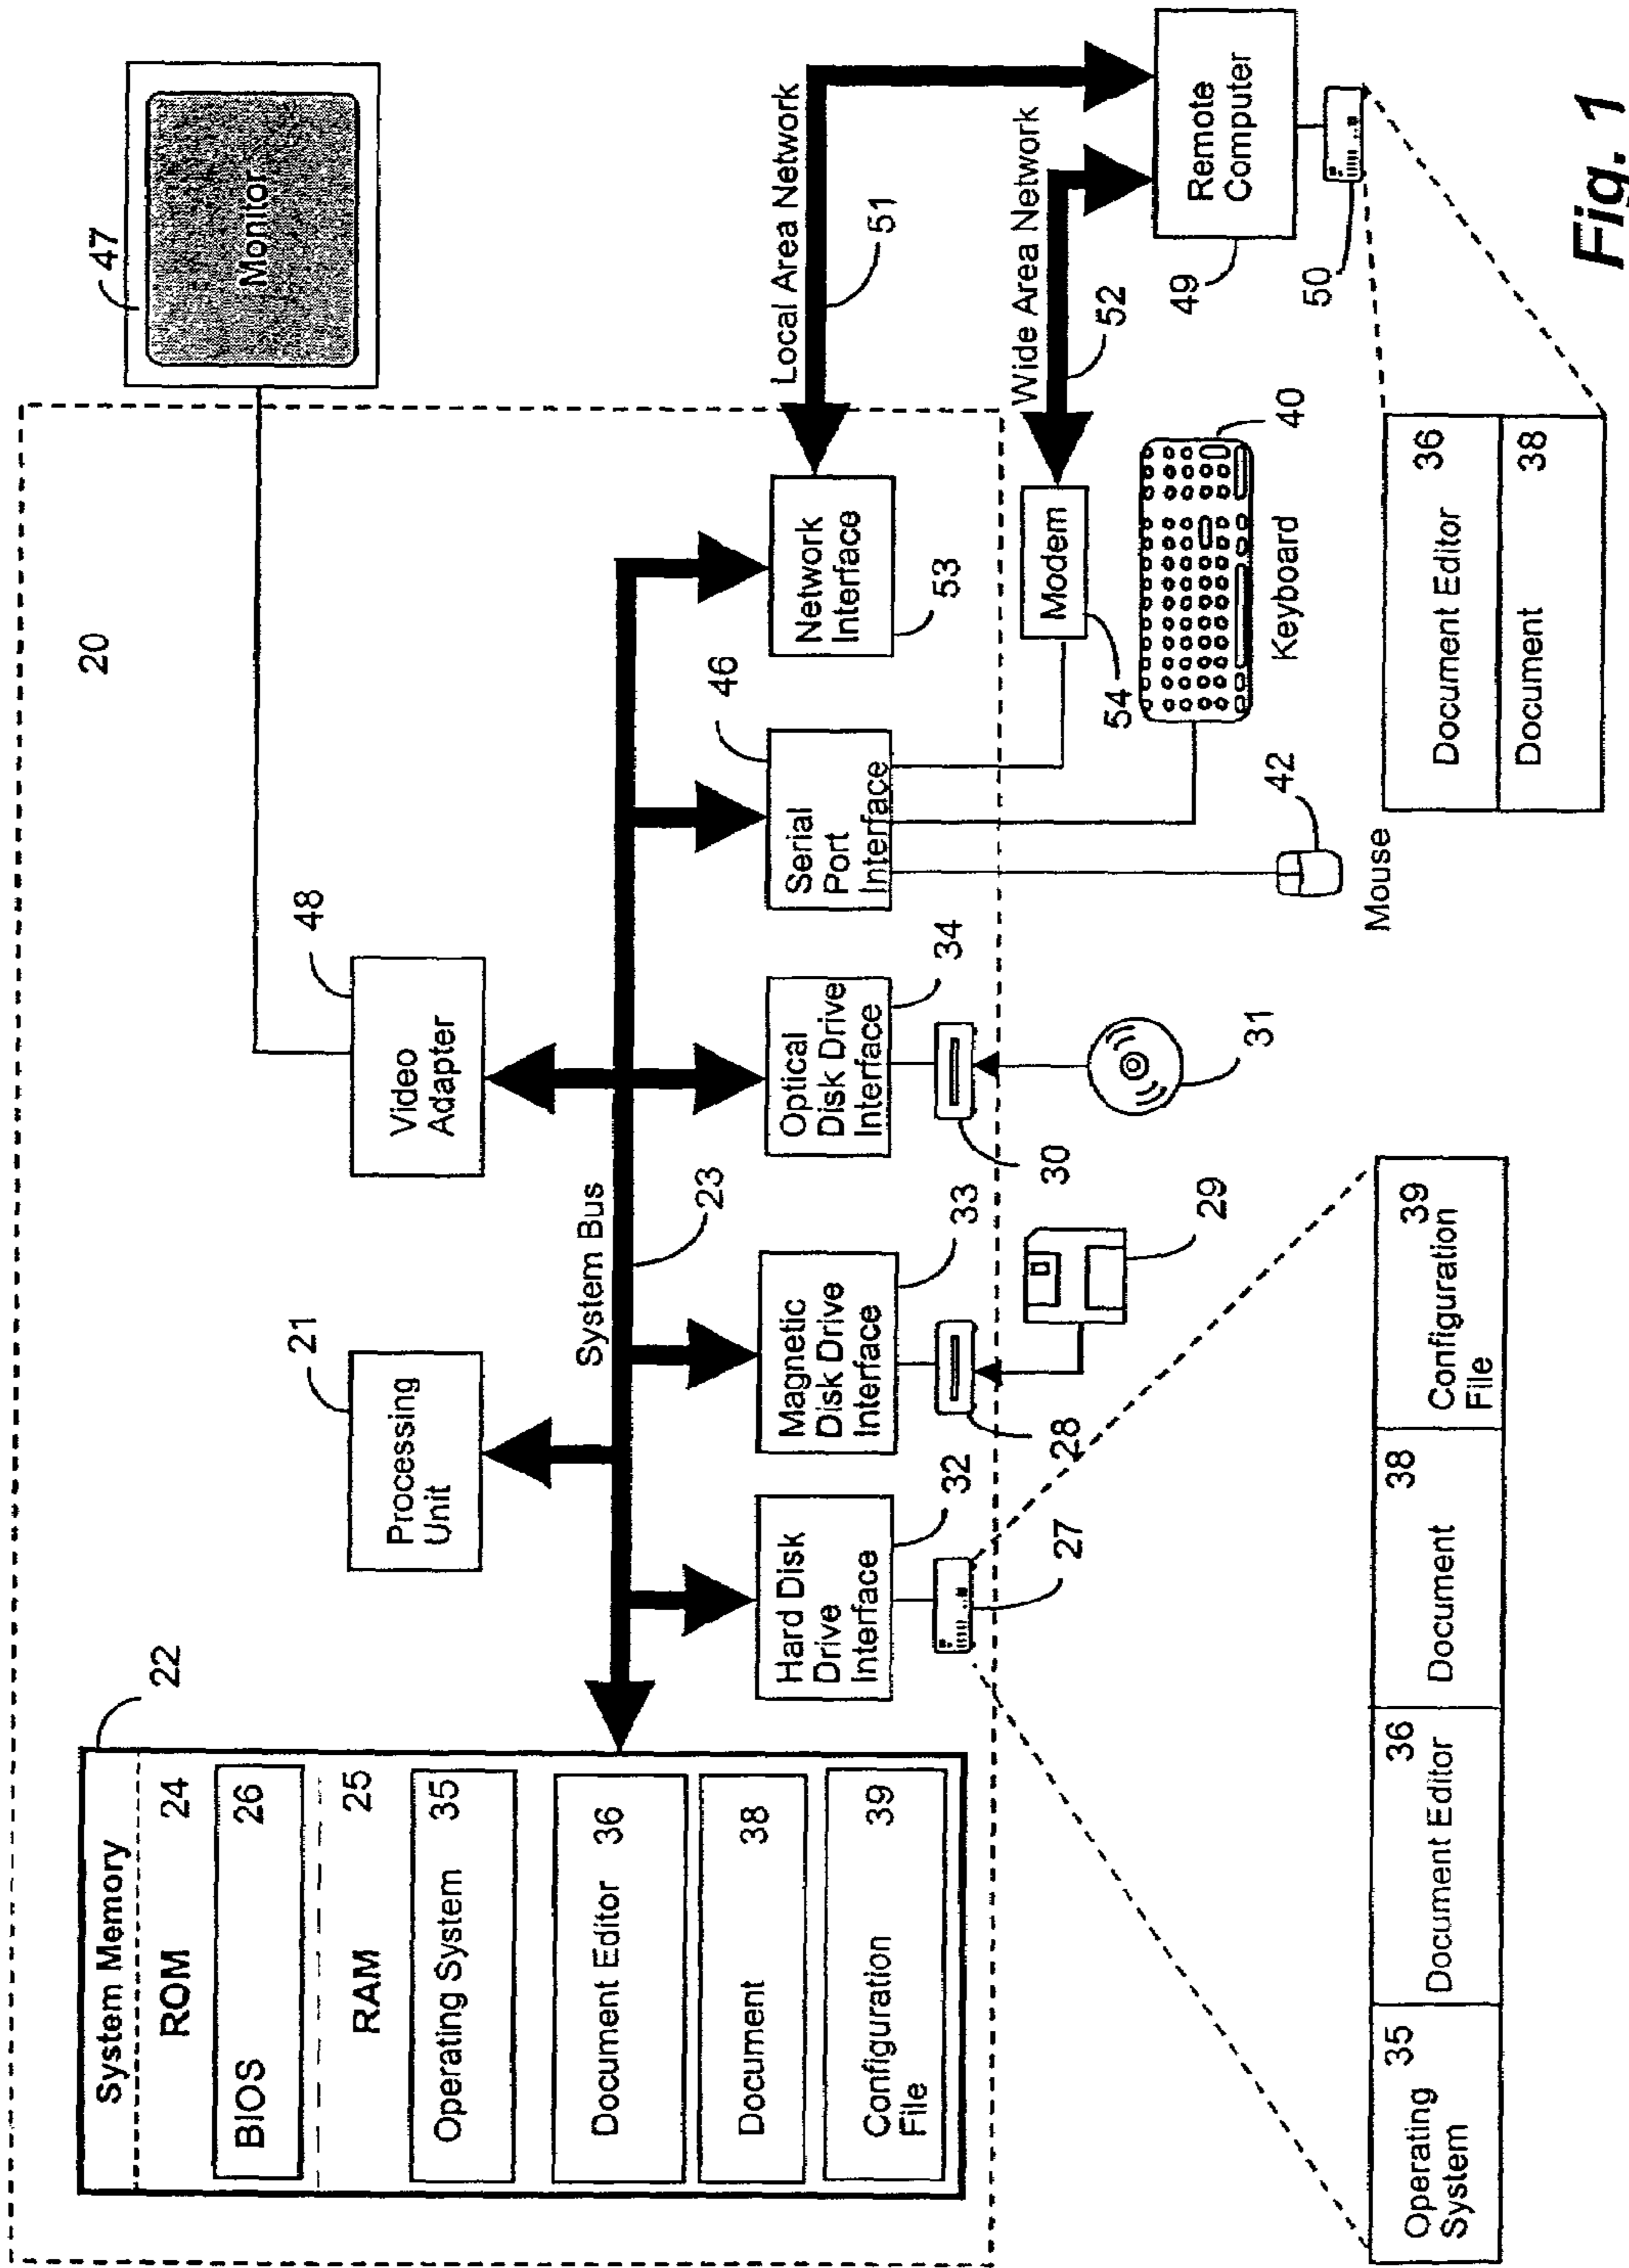 System Memory
22
ROM 24
BIOS 26
RAM 25
Operating System 35
Document Editor 36
Document 38
Configuration 39
File
20
Processing
Unit
21
Video
Adapter
48
47
Monitor
System Bus
23
Hard Disk
Drive
Interface
32
27
Magnetic
Disk Drive
Interface
33
28
29
Optical
Disk Drive
Interface
34
30
31
Serial
Port
Interface
46
Network
Interface
53
Local Area Network
51
Modem
54
Wide Area Network
52
Keyboard
40
Mouse
42
Remote
Computer
49
50
Operating
System
35
Document Editor
36
Document
38
Configuration
File
39
Document Editor
36
Document
38
Fig. 1